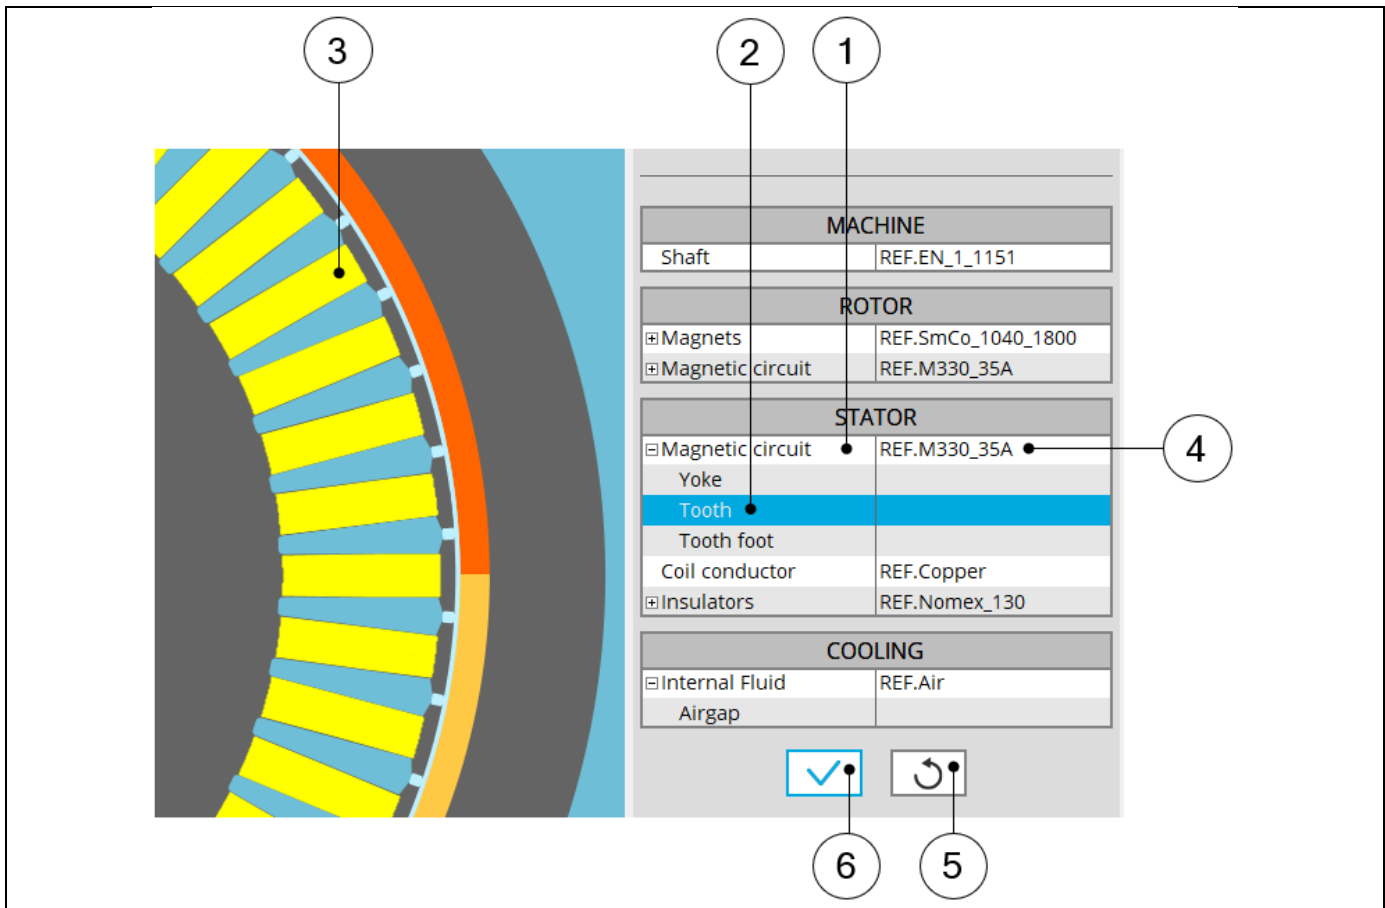 3 2 1
MACHINE
Shaft REF.EN_1_1151
ROTOR
Magnets REF.SmCo_1040_1800
Magnetic circuit REF.M330_35A
STATOR
Magnetic circuit REF.M330_35A 4
Yoke
Tooth
Tooth foot
Coil conductor REF.Copper
Insulators REF.Nomex_130
COOLING
Internal Fluid REF.Air
Airgap
6 5